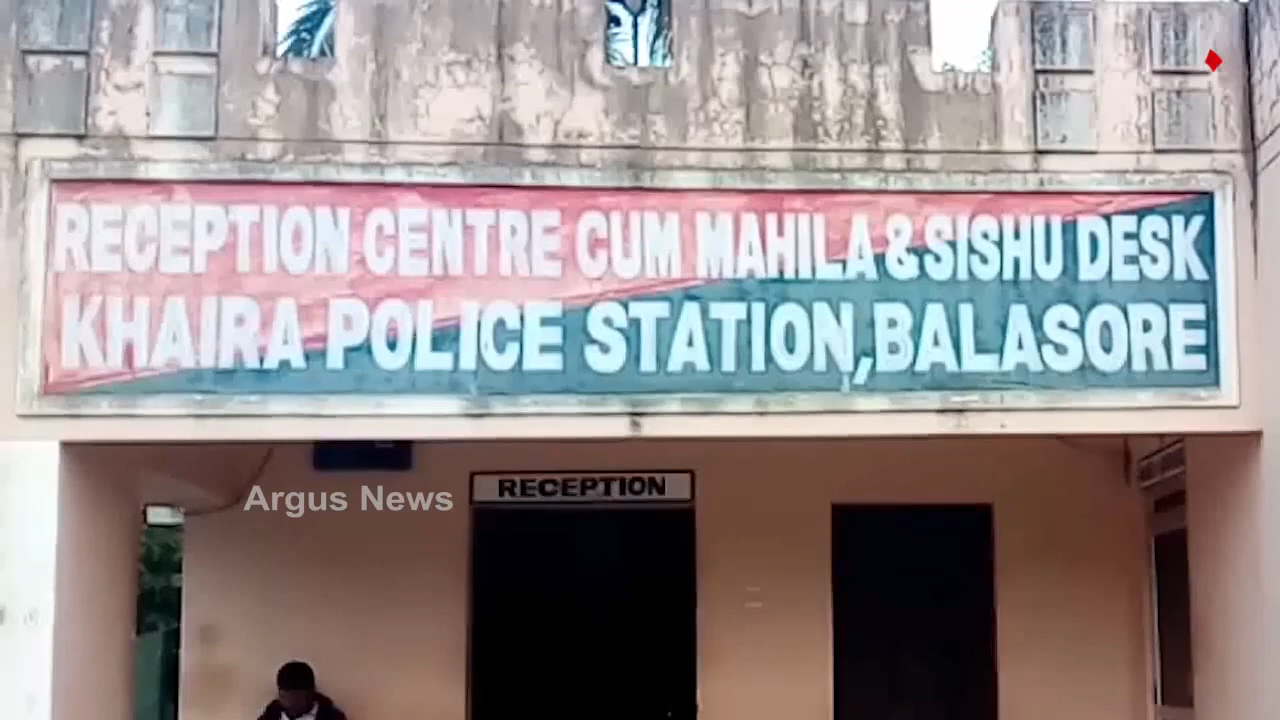 RECEPTION CENTRE CUM MAHILA & SISHU DESK
KHAIRA POLICE STATION, BALASORE
RECEPTION
Argus News